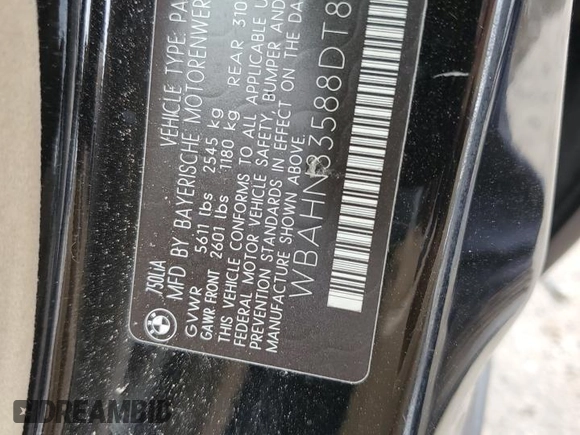 750LiA
VEHICLE TYPE: PA
MFD BY BAYERISCHE MOTORENWER
GVWR 5611 lbs 2545 kg
GAWR FRONT 2601 lbs 1180 kg REAR 310
THIS VEHICLE CONFORMS TO ALL APPLICABLE U
FEDERAL MOTOR VEHICLE SAFETY, BUMPER AND
PREVENTION STANDARDS IN EFFECT ON THE DA
MANUFACTURE SHOWN ABOVE.
WBAHN83588DT8
BMW
DREAMBID